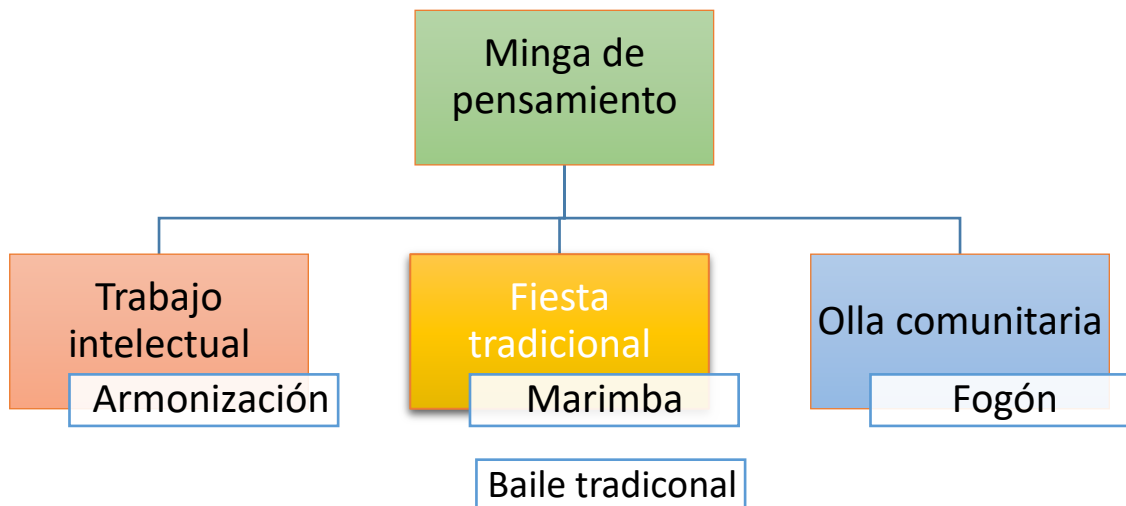 Minga de
pensamiento
Trabajo
intelectual
Armonización
Fiesta
tradicional
Marimba
Olla comunitaria
Fogón
Baile tradiconal